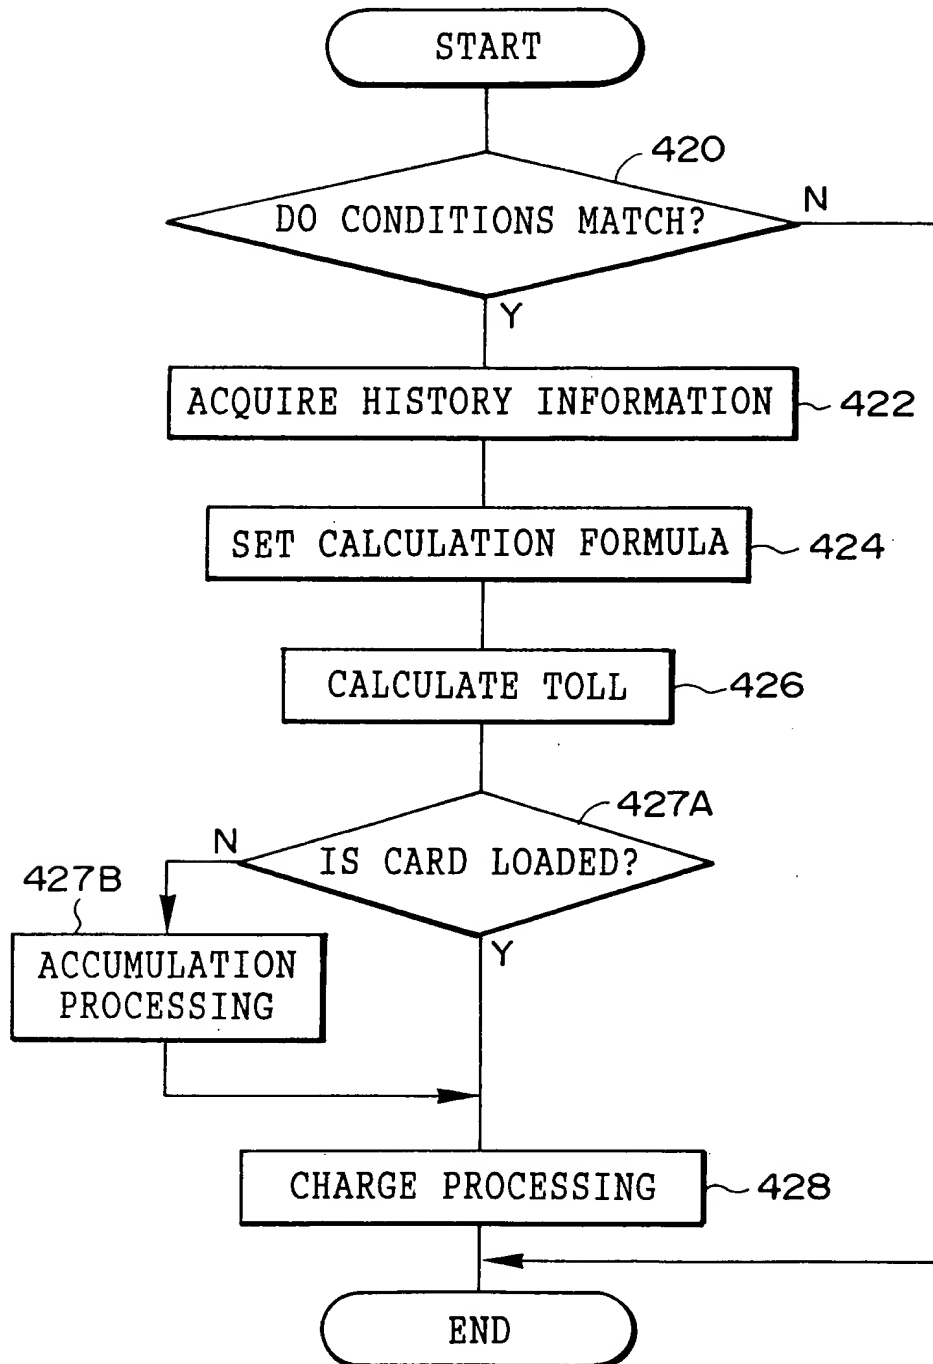 START
420
DO CONDITIONS MATCH?
N
Y
ACQUIRE HISTORY INFORMATION
422
SET CALCULATION FORMULA
424
CALCULATE TOLL
426
427A
N
IS CARD LOADED?
427B
Y
ACCUMULATION
PROCESSING
CHARGE PROCESSING
428
END